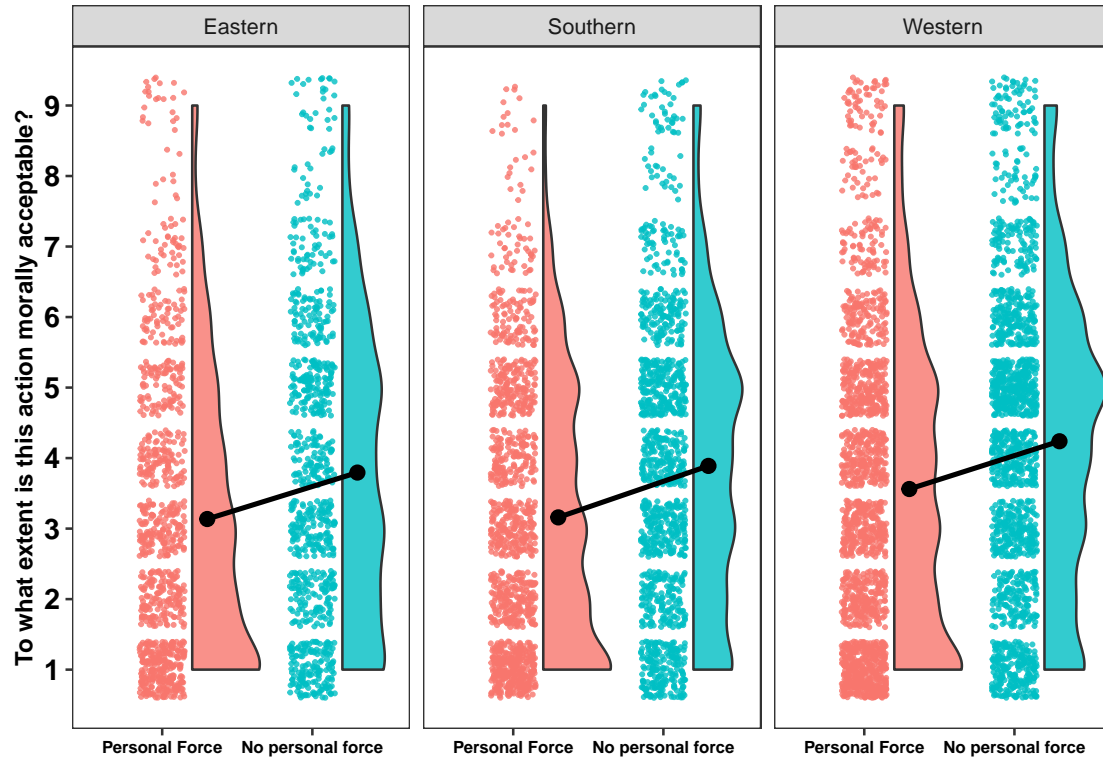 Eastern
Southern
Western
To what extent is this action morally acceptable?
9
8
7
6
5
4
3
2
1
Personal Force No personal force
Personal Force No personal force
Personal Force No personal force